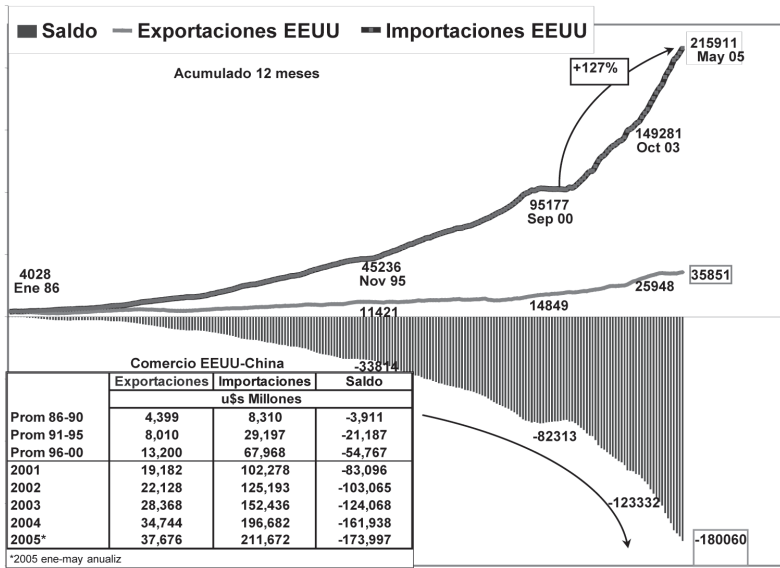 Saldo Exportaciones EEUU Importaciones EEUU
Acumulado 12 meses
+127%
215911
May 05
149281
Oct 03
95177
Sep 00
4028
Ene 86
45236
Nov 95
35851
25948
14849
11421
-33814
-82313
-123332
-180060
Comercio EEUU-China
Exportaciones Importaciones Saldo
u$s Millones
Prom 86-90 4,399 8,310 -3,911
Prom 91-95 8,010 29,197 -21,187
Prom 96-00 13,200 67,968 -54,767
2001 19,182 102,278 -83,096
2002 22,128 125,193 -103,065
2003 28,368 152,436 -124,068
2004 34,744 196,682 -161,938
2005* 37,676 211,672 -173,997
*2005 ene-may anualiz